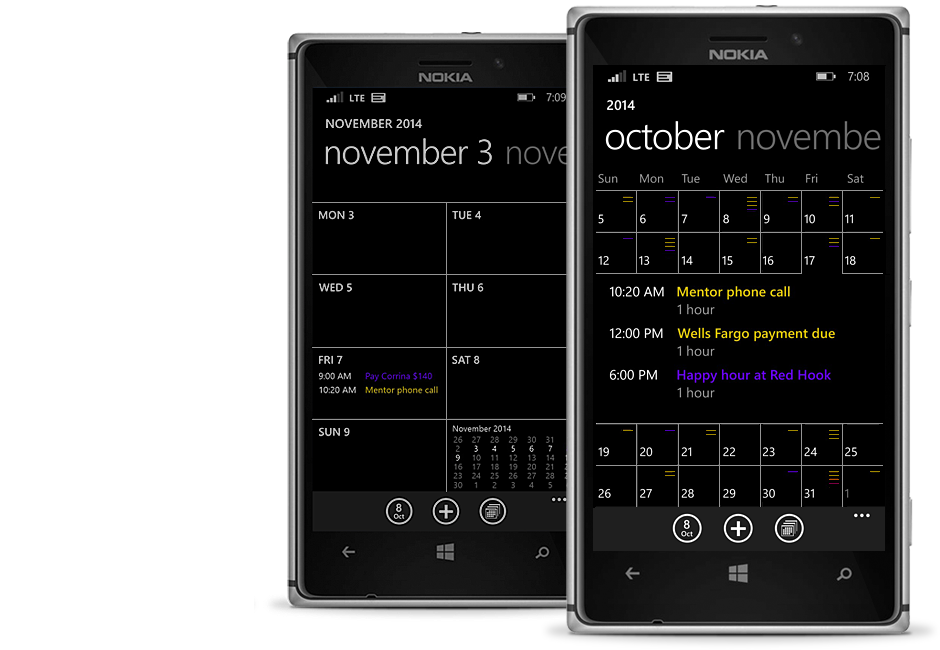 NOKIA
LTE 7:09
NOVEMBER 2014
november 3 nove
MON 3 TUE 4
WED 5 THU 6
FRI 7 SAT 8
9:00 AM Pay Corrina $140
10:20 AM Mentor phone call
SUN 9
November 2014
26 27 28 29 30 31
2 3 4 5 6 7
9 10 11 12 13 14
16 17 18 19 20 21
23 24 25 26 27 28
30 1 2 3 4 5
8
Oct
NOKIA
LTE 7:08
2014
october novembe
Sun Mon Tue Wed Thu Fri Sat
5 6 7 8 9 10 11
12 13 14 15 16 17 18
10:20 AM Mentor phone call
1 hour
12:00 PM Wells Fargo payment due
1 hour
6:00 PM Happy hour at Red Hook
1 hour
19 20 21 22 23 24 25
26 27 28 29 30 31 1
8
Oct